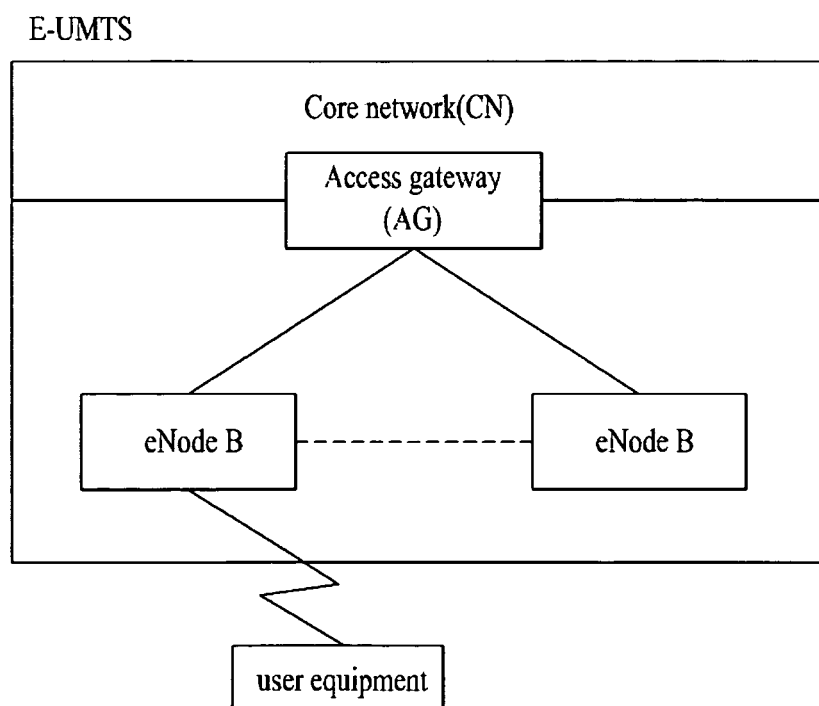 E-UMTS
Core network(CN)
Access gateway
(AG)
eNode B
eNode B
user equipment